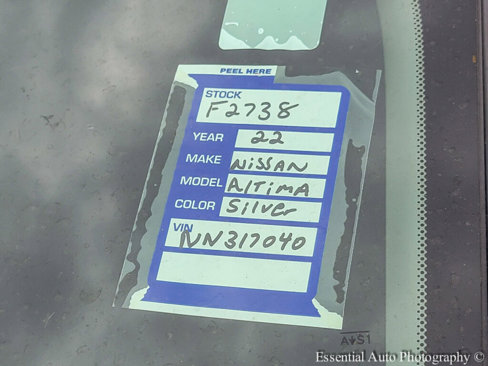 PEEL HERE
STOCK
F2738
YEAR 22
MAKE NISSAN
MODEL AlTiMA
COLOR Silver
VIN NN317040
AS1
Essential Auto Photography ©